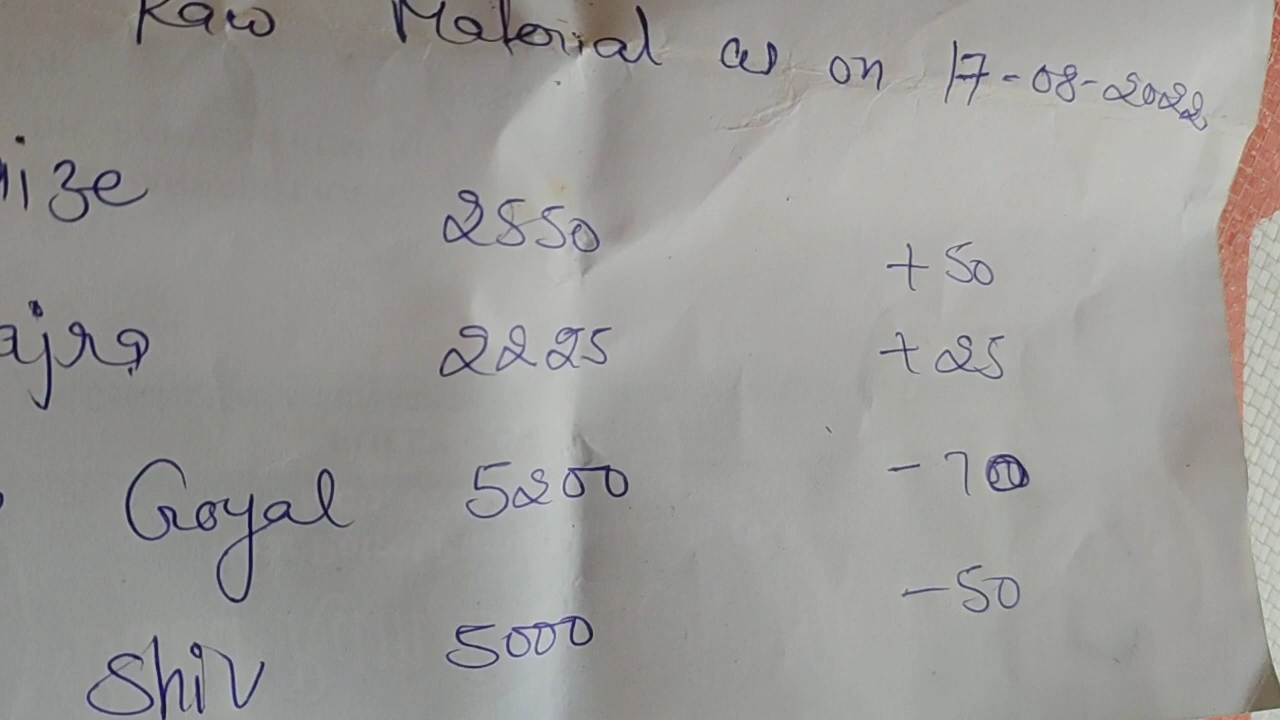 Raw Material as on 17-08-2022
ize 2550 +50
ajra 2225 +25
Goyal 5200 -70
Shiv 5000 -50